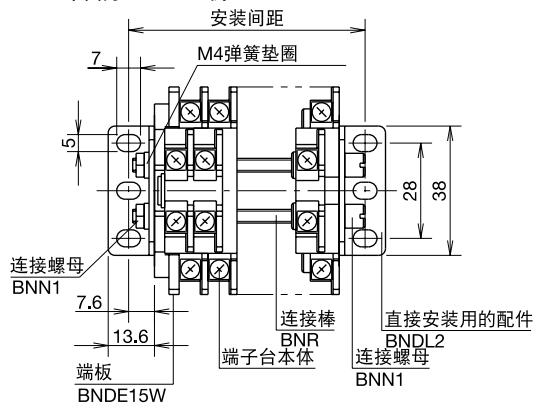 安装间距
7
M4弹簧垫圈
5
28
38
连接螺母
BNN1
7.6
13.6
连接棒
BNR
直接安装用的配件
BNDL2
端子台本体
连接螺母
BNN1
端板
BNDE15W